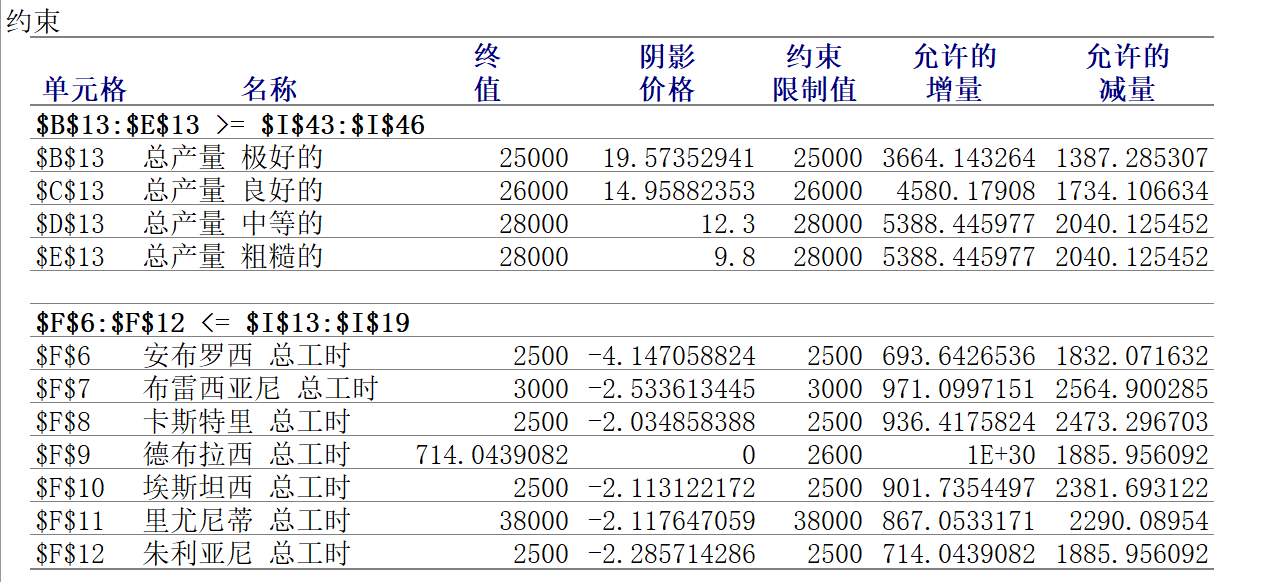 约束
终 阴影 约束 允许的 允许的
单元格 名称 值 价格 限制值 增量 减量
$B$13:$E$13 >= $I$43:$I$46
$B$13 总产量 极好的 25000 19.57352941 25000 3664.143264 1387.285307
$C$13 总产量 良好的 26000 14.95882353 26000 4580.17908 1734.106634
$D$13 总产量 中等的 28000 12.3 28000 5388.445977 2040.125452
$E$13 总产量 粗糙的 28000 9.8 28000 5388.445977 2040.125452
$F$6:$F$12 <= $I$13:$I$19
$F$6 安布罗西 总工时 2500 -4.147058824 2500 693.6426536 1832.071632
$F$7 布雷西亚尼 总工时 3000 -2.533613445 3000 971.0997151 2564.900285
$F$8 卡斯特里 总工时 2500 -2.034858388 2500 936.4175824 2473.296703
$F$9 德布拉西 总工时 714.0439082 0 2600 1E+30 1885.956092
$F$10 埃斯坦西 总工时 2500 -2.113122172 2500 901.7354497 2381.693122
$F$11 里尤尼蒂 总工时 38000 -2.117647059 38000 867.0533171 2290.08954
$F$12 朱利亚尼 总工时 2500 -2.285714286 2500 714.0439082 1885.956092